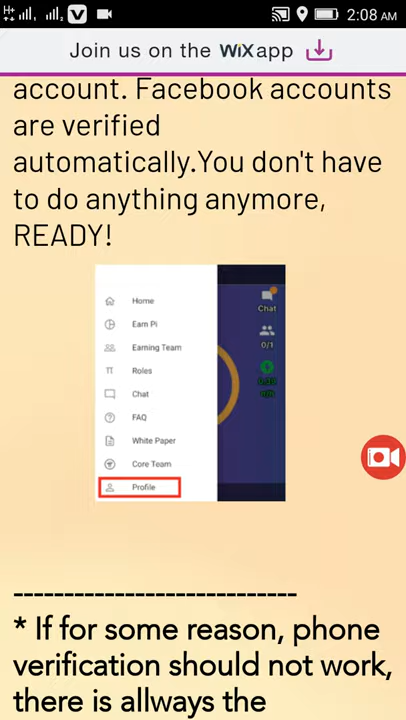 H+ 2:08 AM
Join us on the WiX app
account. Facebook accounts
are verified
automatically.You don't have
to do anything anymore,
READY!
Home
Earn Pi
Earning Team
Roles
Chat
FAQ
White Paper
Core Team
Profile
Chat
0/1
---------------------------
* If for some reason, phone
verification should not work,
there is allways the